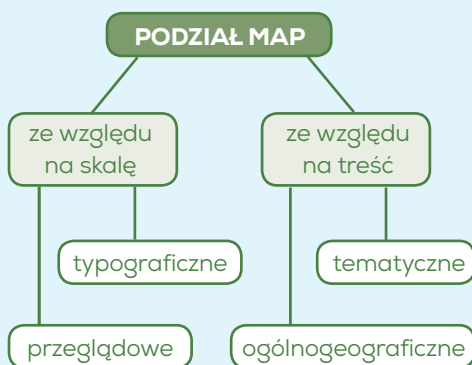 PODZIAŁ MAP
ze względu
na skalę
ze względu
na treść
typograficzne
tematyczne
przeglądowe
ogólnogeograficzne